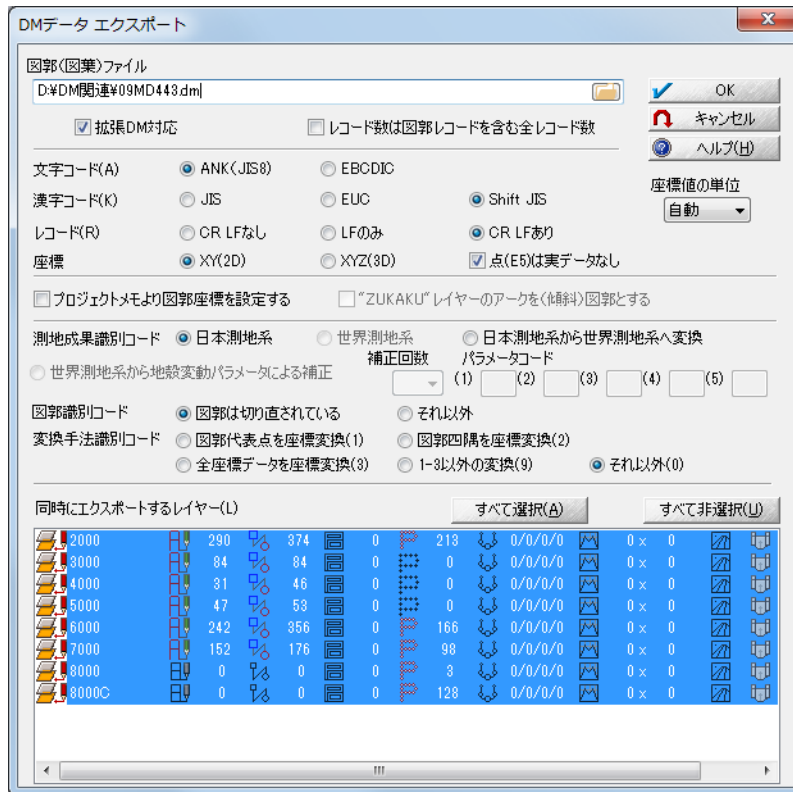 DMデータ エクスポート
図郭(図葉)ファイル
D:¥DM関連¥09MD443.dm
OK
拡張DM対応
レコード数は図郭レコードを含む全レコード数
キャンセル
ヘルプ(H)
文字コード(A) ANK(JIS8) EBCDIC
座標値の単位
漢字コード(K) JIS EUC Shift JIS
自動
レコード(R) CR LFなし LFのみ CR LFあり
座標 XY(2D) XYZ(3D) 点(E5)は実データなし
プロジェクトメモより図郭座標を設定する "ZUKAKU"レイヤーのアークを(傾斜)図郭とする
測地成果識別コード 日本測地系 世界測地系 日本測地系から世界測地系へ変換
補正回数 パラメータコード
世界測地系から地殻変動パラメータによる補正 (1) (2) (3) (4) (5)
図郭識別コード 図郭は切り直されている それ以外
変換手法識別コード 図郭代表点を座標変換(1) 図郭四隅を座標変換(2)
全座標データを座標変換(3) 1-3以外の変換(9) それ以外(0)
同時にエクスポートするレイヤー(L) すべて選択(A) すべて非選択(U)
2000 290 374 0 213 0/0/0/0 0 x 0
3000 84 84 0 0 0/0/0/0 0 x 0
4000 31 46 0 0 0/0/0/0 0 x 0
5000 47 53 0 0 0/0/0/0 0 x 0
6000 242 356 0 166 0/0/0/0 0 x 0
7000 152 176 0 98 0/0/0/0 0 x 0
8000 0 0 0 3 0/0/0/0 0 x 0
8000C 0 0 0 128 0/0/0/0 0 x 0